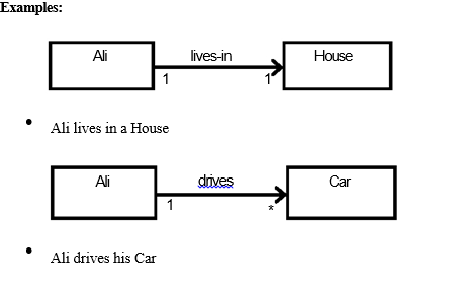 Examples:
Ali lives-in House
1 1
• Ali lives in a House
Ali drives Car
1 *
• Ali drives his Car